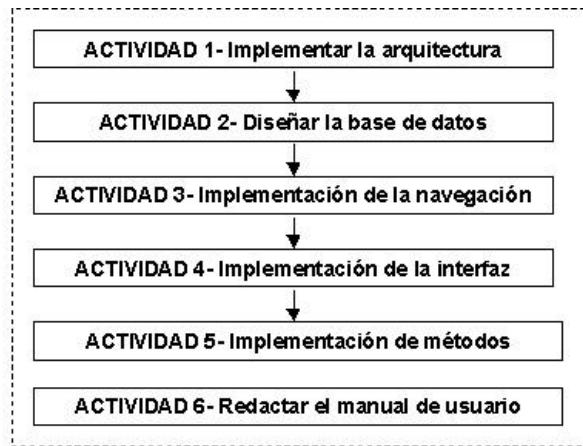 ACTIVIDAD 1- Implementar la arquitectura
ACTIVIDAD 2- Diseñar la base de datos
ACTIVIDAD 3- Implementación de la navegación
ACTIVIDAD 4- Implementación de la interfaz
ACTIVIDAD 5- Implementación de métodos
ACTIVIDAD 6- Redactar el manual de usuario